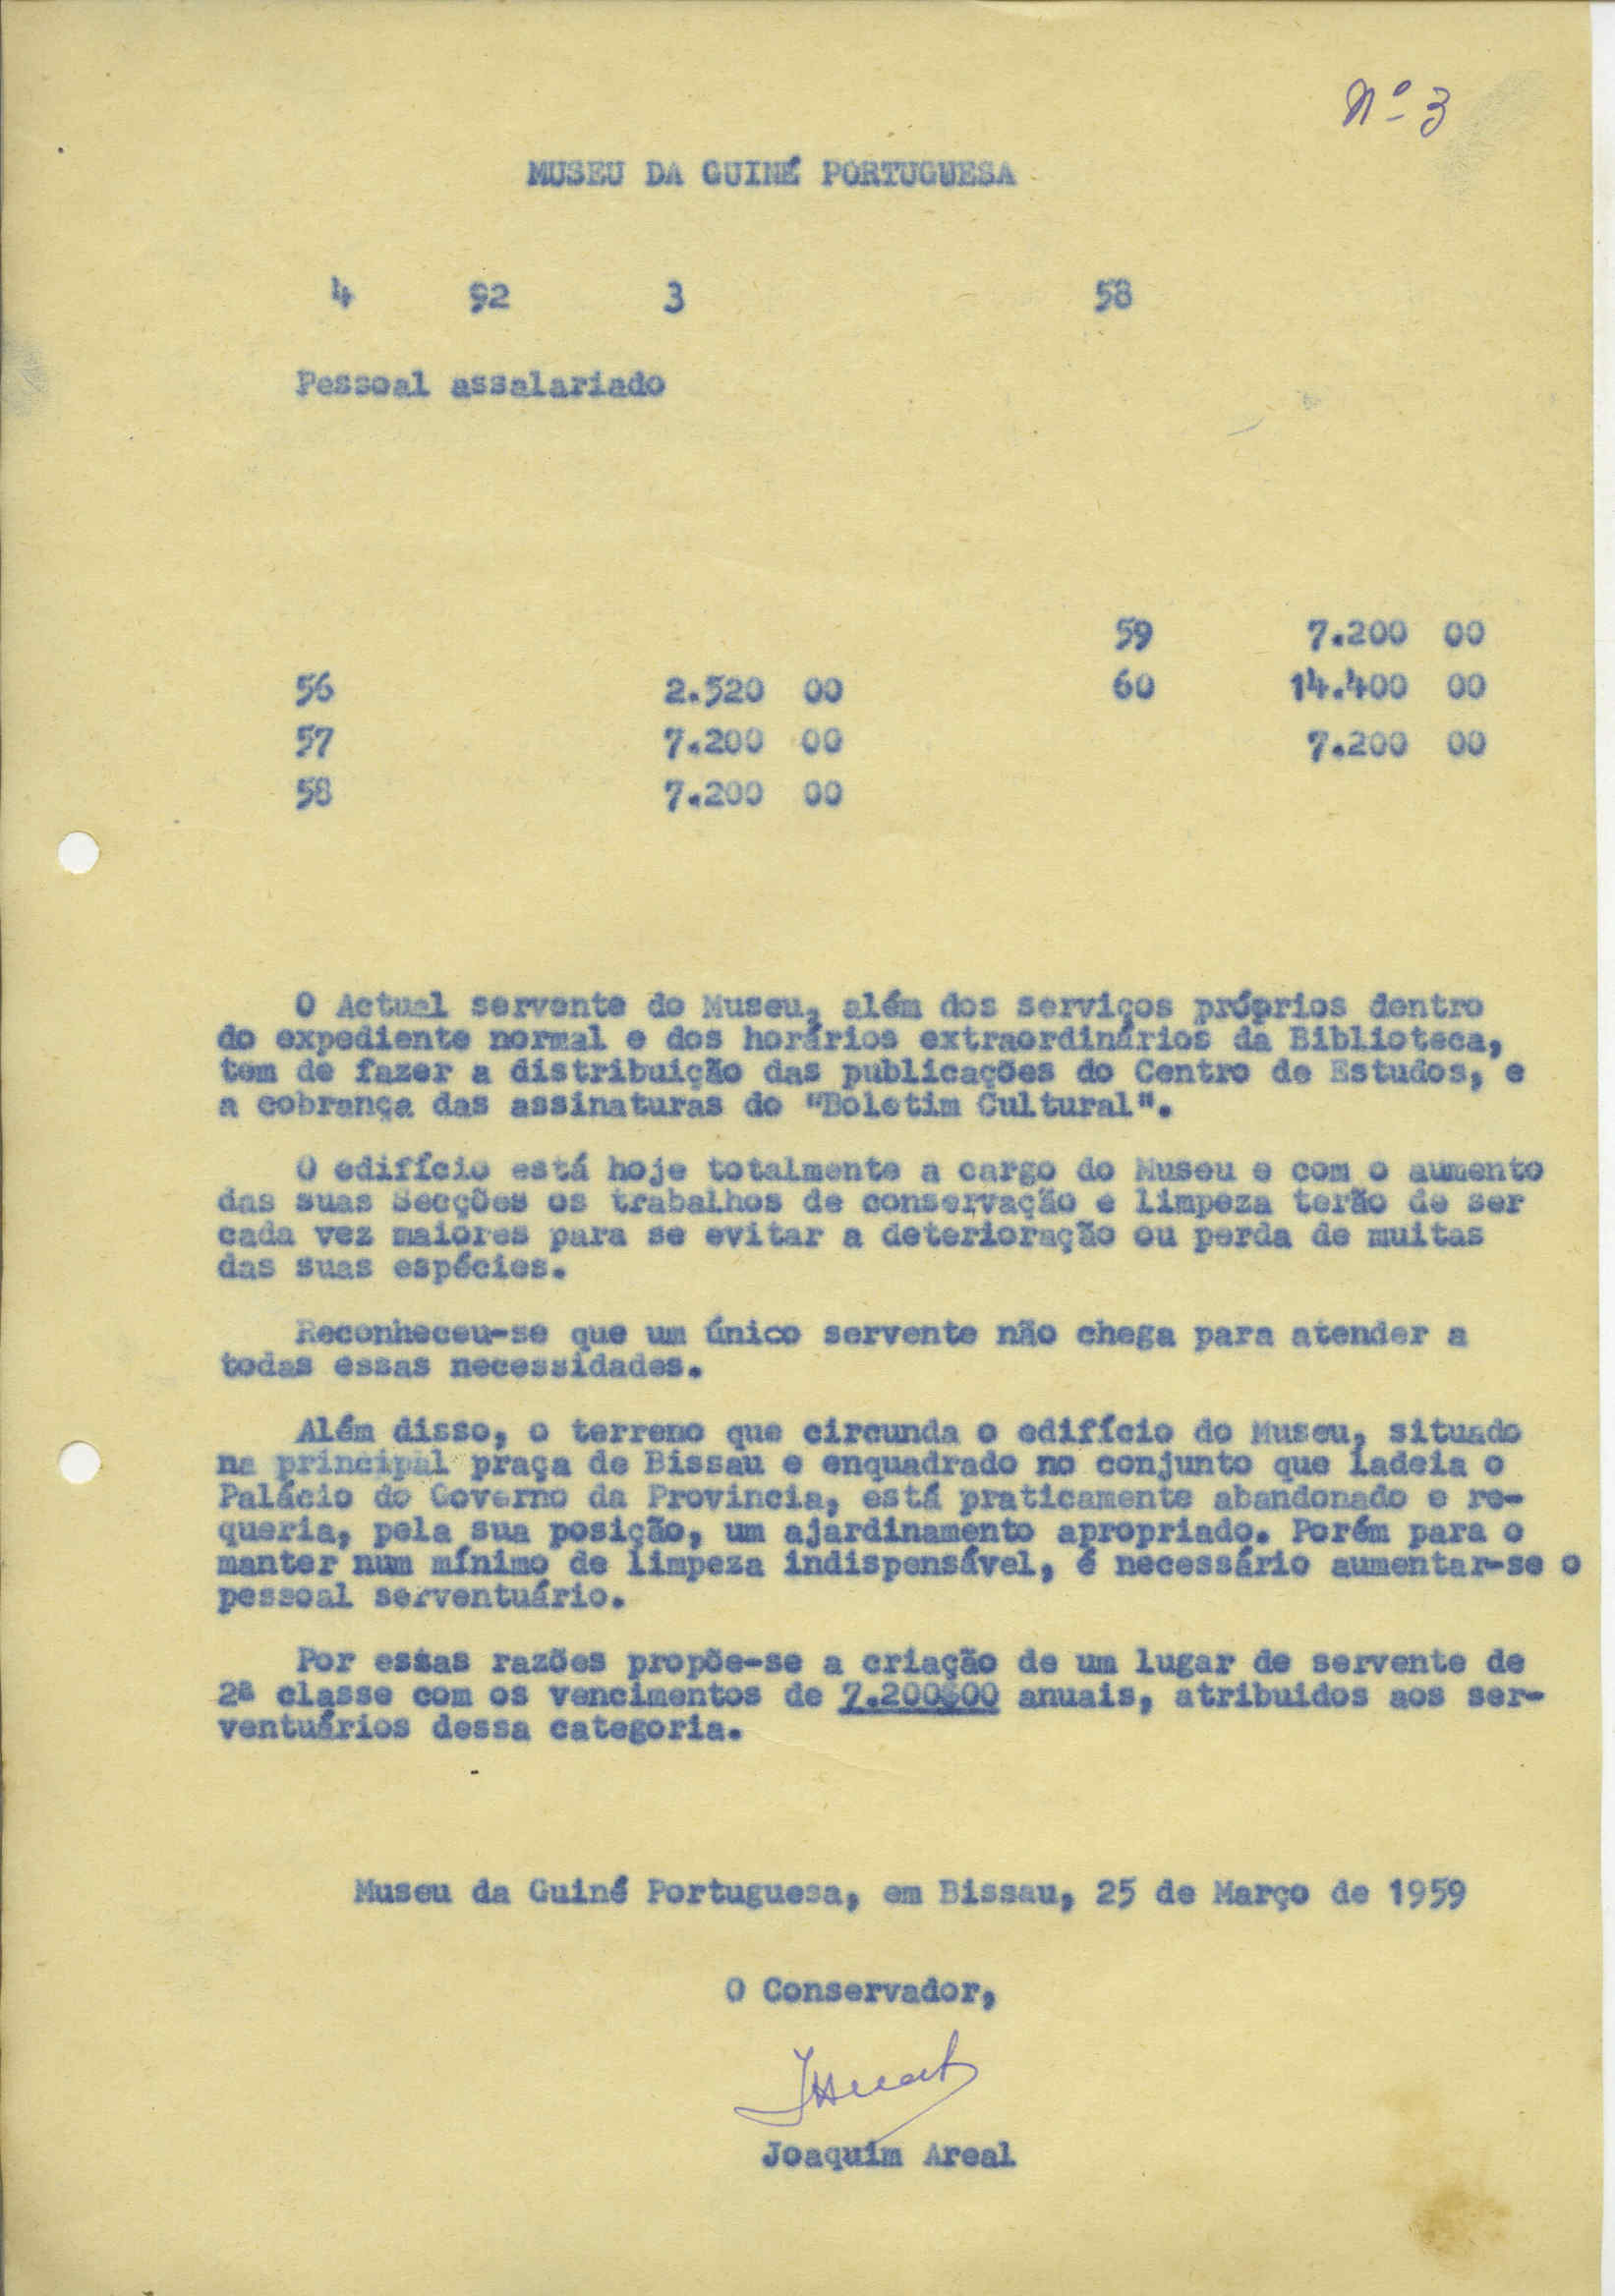 Nº 3
MUSEU DA GUINÉ PORTUGUESA
4 92 3 58
Pessoal assalariado
59 7.200 00
56 2.520 00 60 14.400 00
57 7.200 00 7.200 00
58 7.200 00
O Actual servente do Museu, além dos serviços próprios dentro
do expediente normal e dos horários extraordinários da Biblioteca,
tem de fazer a distribuição das publicações do Centro de Estudos, e
a cobrança das assinaturas do "Boletim Cultural".
O edifício está hoje totalmente a cargo do Museu e com o aumento
das suas Secções os trabalhos de conservação e limpeza terão de ser
cada vez maiores para se evitar a deterioração ou perda de muitas
das suas espécies.
Reconheceu-se que um único servente não chega para atender a
todas essas necessidades.
Além disso, o terreno que circunda o edifício do Museu, situado
na principal praça de Bissau e enquadrado no conjunto que ladeia o
Palácio do Governo da Provincia, está praticamente abandonado e re-
queria, pela sua posição, um ajardinamento apropriado. Porém para o
manter num mínimo de limpeza indispensável, é necessário aumentar-se o
pessoal serventuário.
Por estas razões propõe-se a criação de um lugar de servente de
2ª classe com os vencimentos de 7.200$00 anuais, atribuidos aos ser-
ventuários dessa categoria.
Museu da Guiné Portuguesa, em Bissau, 25 de Março de 1959
O Conservador,
Joaquim Areal